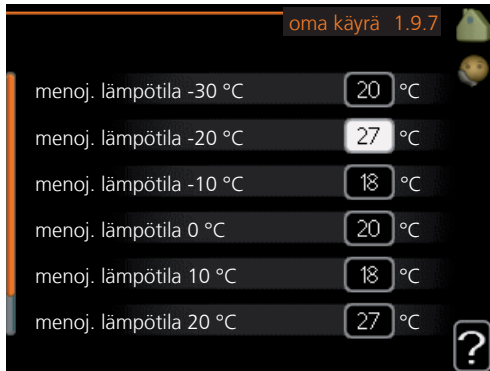 oma käyrä 1.9.7
menoj. lämpötila -30 °C 20 °C
menoj. lämpötila -20 °C 27 °C
menoj. lämpötila -10 °C 18 °C
menoj. lämpötila 0 °C 20 °C
menoj. lämpötila 10 °C 18 °C
menoj. lämpötila 20 °C 27 °C
?